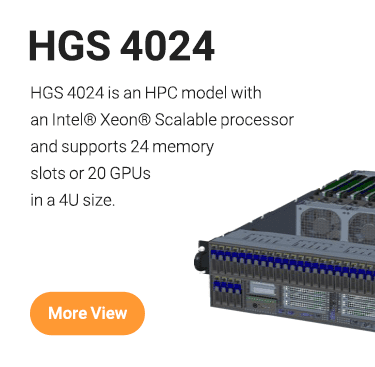 HGS 4024
HGS 4024 is an HPC model with
an Intel® Xeon® Scalable processor
and supports 24 memory
slots or 20 GPUs
in a 4U size.
More View